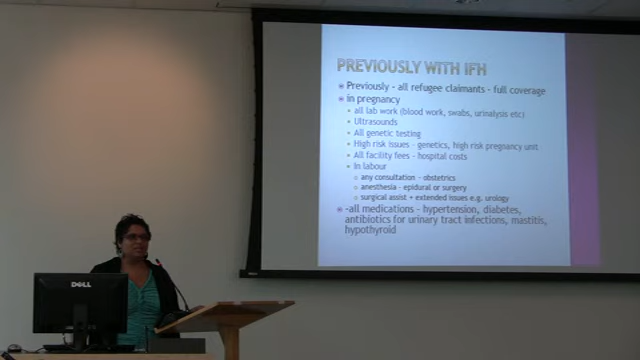 PREVIOUSLY WITH IFH
Previously - all refugee claimants - full coverage
in pregnancy
all lab work (blood work, swabs, urinalysis etc)
Ultrasounds
All genetic testing
High risk issues - genetics, high risk pregnancy unit
All facility fees - hospital costs
In labour
any consultation - obstetrics
anesthesia - epidural or surgery
surgical assist + extended issues e.g. urology
-all medications - hypertension, diabetes,
antibiotics for urinary tract infections, mastitis,
hypothyroid
DELL